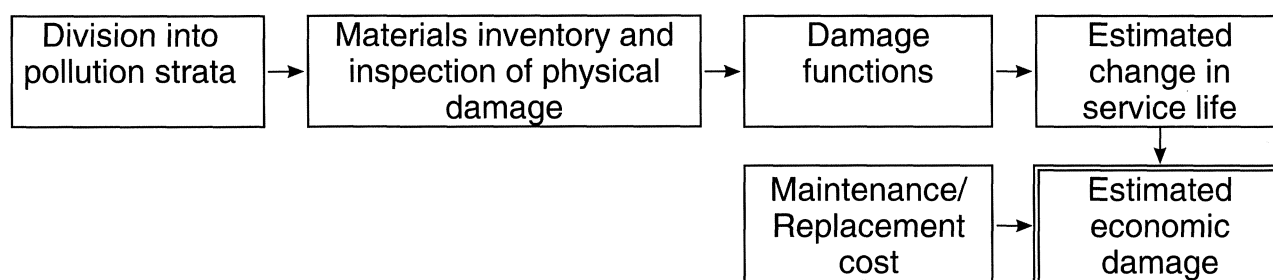 Division into
pollution strata
Materials inventory and
inspection of physical
damage
Damage
functions
Estimated
change in
service life
Maintenance/
Replacement
cost
Estimated
economic
damage